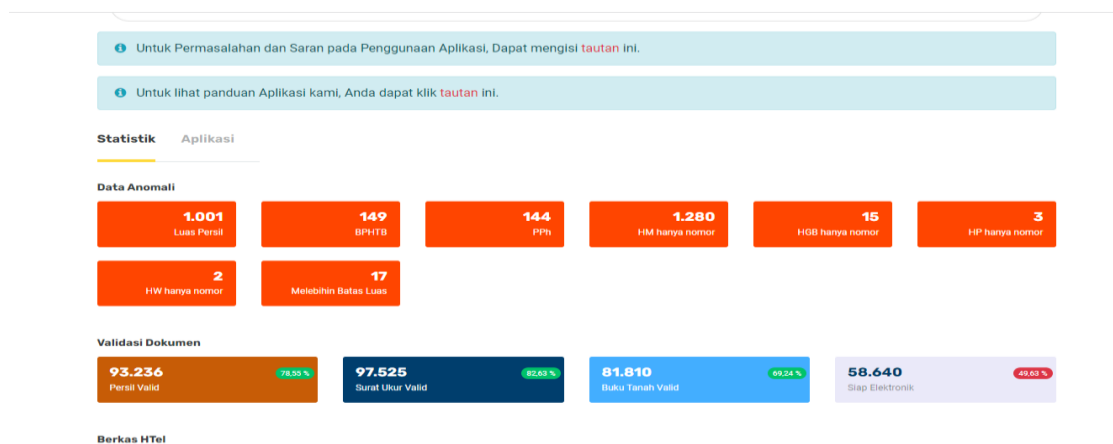 Untuk Permasalahan dan Saran pada Penggunaan Aplikasi, Dapat mengisi tautan ini.
Untuk lihat panduan Aplikasi kami, Anda dapat klik tautan ini.
Statistik Aplikasi
Data Anomali
1.001 149 144 1.280 15 3
Luas Persil BPHTB PPh HM hanya nomor HGB hanya nomor HP hanya nomor
2 17
HW hanya nomor Melebihin Batas Luas
Validasi Dokumen
93.236 78,55 % 97.525 82,63 % 81.810 69,24 % 58.640 49,63 %
Persil Valid Surat Ukur Valid Buku Tanah Valid Siap Elektronik
Berkas HTel